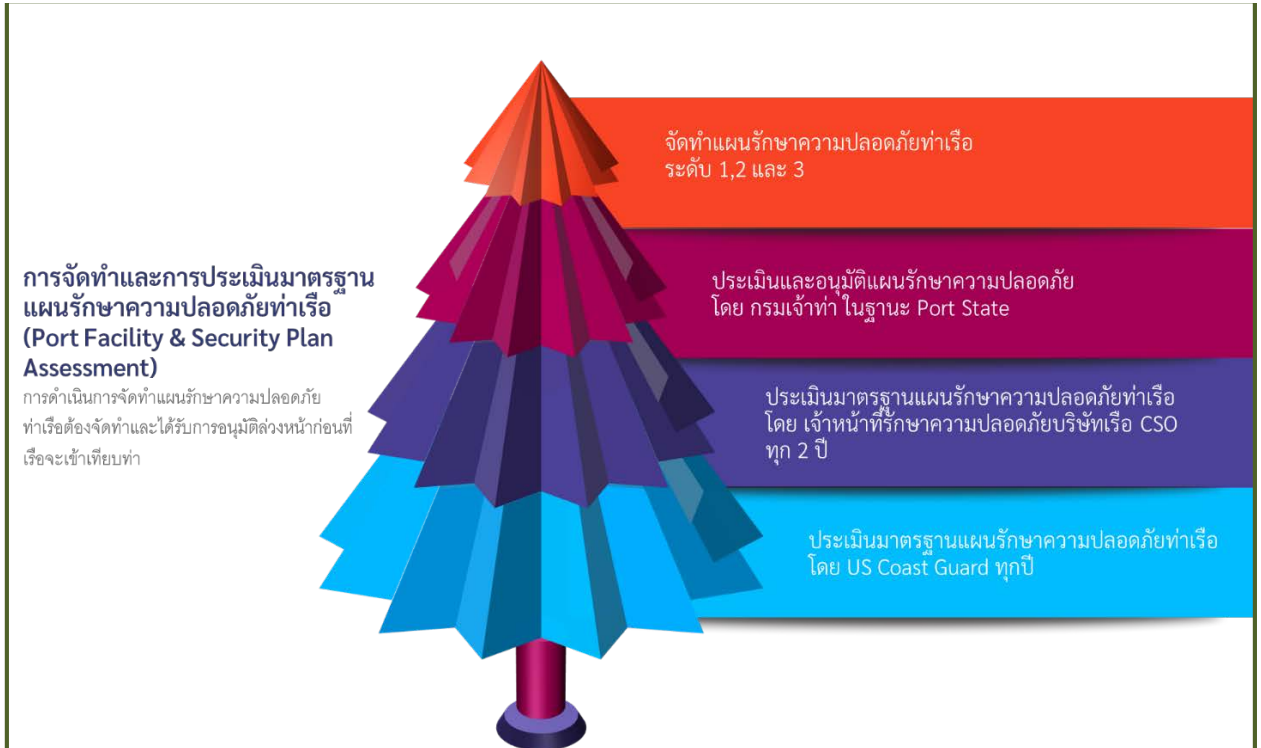 การจัดทำและการประเมินมาตรฐาน
แผนรักษาความปลอดภัยท่าเรือ
(Port Facility & Security Plan
Assessment)
การดำเนินการจัดทำแผนรักษาความปลอดภัย
ท่าเรือต้องจัดทำและได้รับการอนุมัติล่วงหน้าก่อนที่
เรือจะเข้าเทียบท่า
จัดทำแผนรักษาความปลอดภัยท่าเรือ
ระดับ 1,2 และ 3
ประเมินและอนุมัติแผนรักษาความปลอดภัย
โดย กรมเจ้าท่า ในฐานะ Port State
ประเมินมาตรฐานแผนรักษาความปลอดภัยท่าเรือ
โดย เจ้าหน้าที่รักษาความปลอดภัยบริษัทเรือ CSO
ทุก 2 ปี
ประเมินมาตรฐานแผนรักษาความปลอดภัยท่าเรือ
โดย US Coast Guard ทุกปี